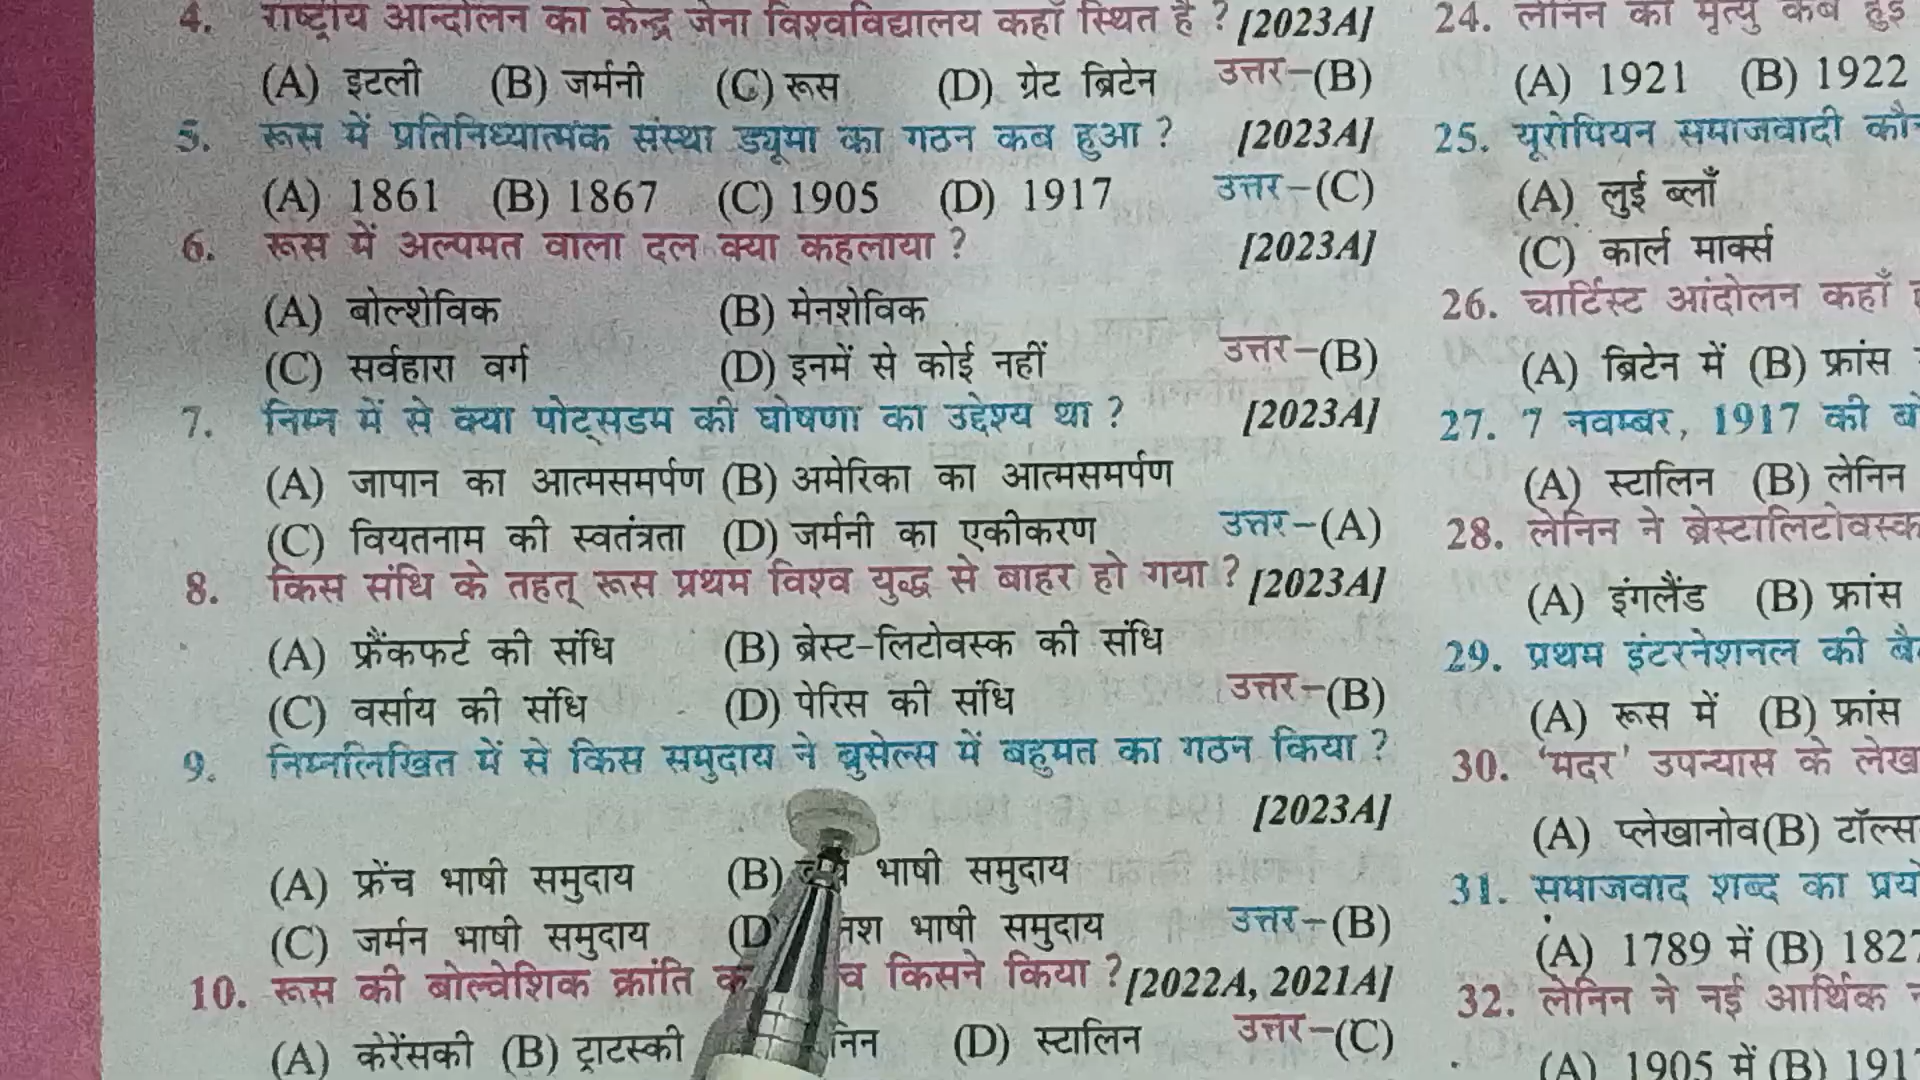 4. राष्ट्रीय आन्दोलन का केन्द्र जेना विश्वविद्यालय कहाँ स्थित है ? [2023A]
(A) इटली (B) जर्मनी (C) रूस (D) ग्रेट ब्रिटेन उत्तर–(B)
5. रूस में प्रतिनिध्यात्मक संस्था ड्यूमा का गठन कब हुआ ? [2023A]
(A) 1861 (B) 1867 (C) 1905 (D) 1917 उत्तर–(C)
6. रूस में अल्पमत वाला दल क्या कहलाया ? [2023A]
(A) बोल्शेविक (B) मेनशेविक
(C) सर्वहारा वर्ग (D) इनमें से कोई नहीं उत्तर–(B)
7. निम्न में से क्या पोट्सडम की घोषणा का उद्देश्य था ? [2023A]
(A) जापान का आत्मसमर्पण (B) अमेरिका का आत्मसमर्पण
(C) वियतनाम की स्वतंत्रता (D) जर्मनी का एकीकरण उत्तर–(A)
8. किस संधि के तहत् रूस प्रथम विश्व युद्ध से बाहर हो गया ? [2023A]
(A) फ्रैंकफर्ट की संधि (B) ब्रेस्ट-लिटोवस्क की संधि
(C) वर्साय की संधि (D) पेरिस की संधि उत्तर–(B)
9. निम्नलिखित में से किस समुदाय ने ब्रुसेल्स में बहुमत का गठन किया ?
[2023A]
(A) फ्रेंच भाषी समुदाय (B) भाषी समुदाय
(C) जर्मन भाषी समुदाय (D) भाषी समुदाय उत्तर–(B)
10. रूस की बोल्वेशिक क्रांति किसने किया ? [2022A, 2021A]
(A) केरेंसकी (B) ट्राटस्की (D) स्टालिन उत्तर–(C)
24. लेनिन की मृत्यु कब हुई
(A) 1921 (B) 1922
25. यूरोपियन समाजवादी
(A) लुई ब्लाँ
(C) कार्ल मार्क्स
26. चार्टिस्ट आंदोलन कहाँ
(A) ब्रिटेन में (B) फ्रांस
27. 7 नवम्बर, 1917 की
(A) स्टालिन (B) लेनिन
28. लेनिन ने ब्रेस्टालिटोवस्क
(A) इंगलैंड (B) फ्रांस
29. प्रथम इंटरनेशनल की
(A) रूस में (B) फ्रांस
30. 'मदर' उपन्यास के
(A) प्लेखानोव (B)
31. समाजवाद शब्द का
(A) 1789 में (B)
32. लेनिन ने नई आर्थिक
(A) 1905 में (B)